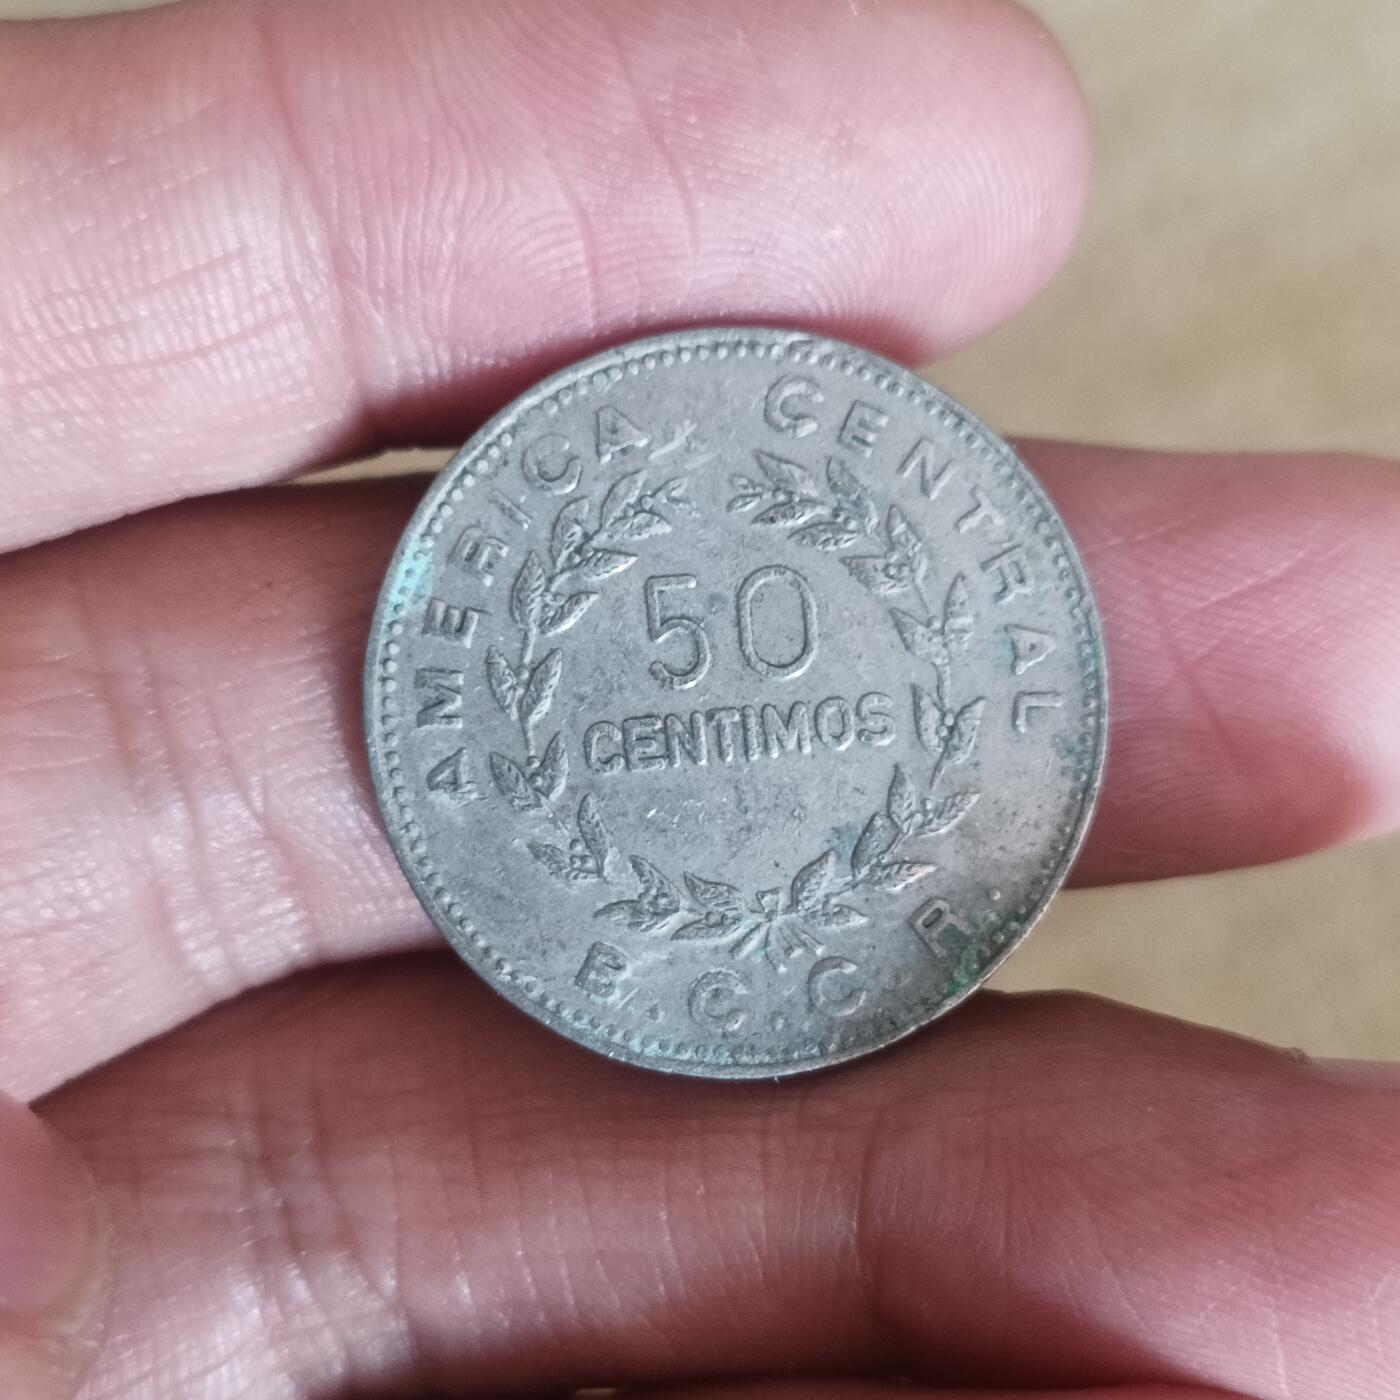 AMERICA CENTRAL
50
CENTIMOS
B.C.C.R.